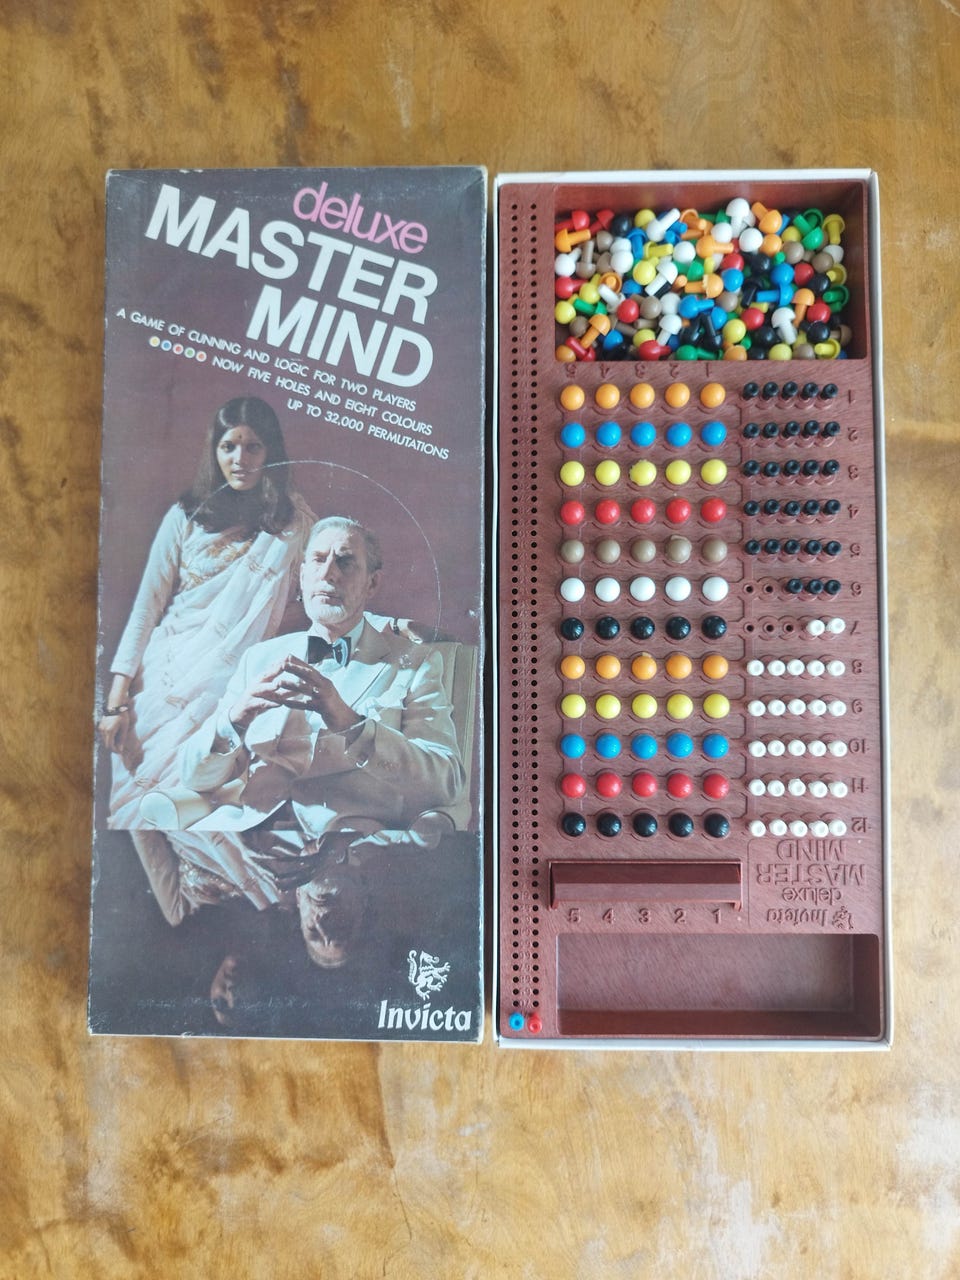 deluxe
MASTER
MIND
A GAME OF CUNNING AND LOGIC FOR TWO PLAYERS
NOW FIVE HOLES AND EIGHT COLOURS
UP TO 32,000 PERMUTATIONS
Invicta
5 4 3 2 1
1
2
3
4
5
6
7
8
9
10
11
12
5 4 3 2 1
Invicta
deluxe
MASTER
MIND